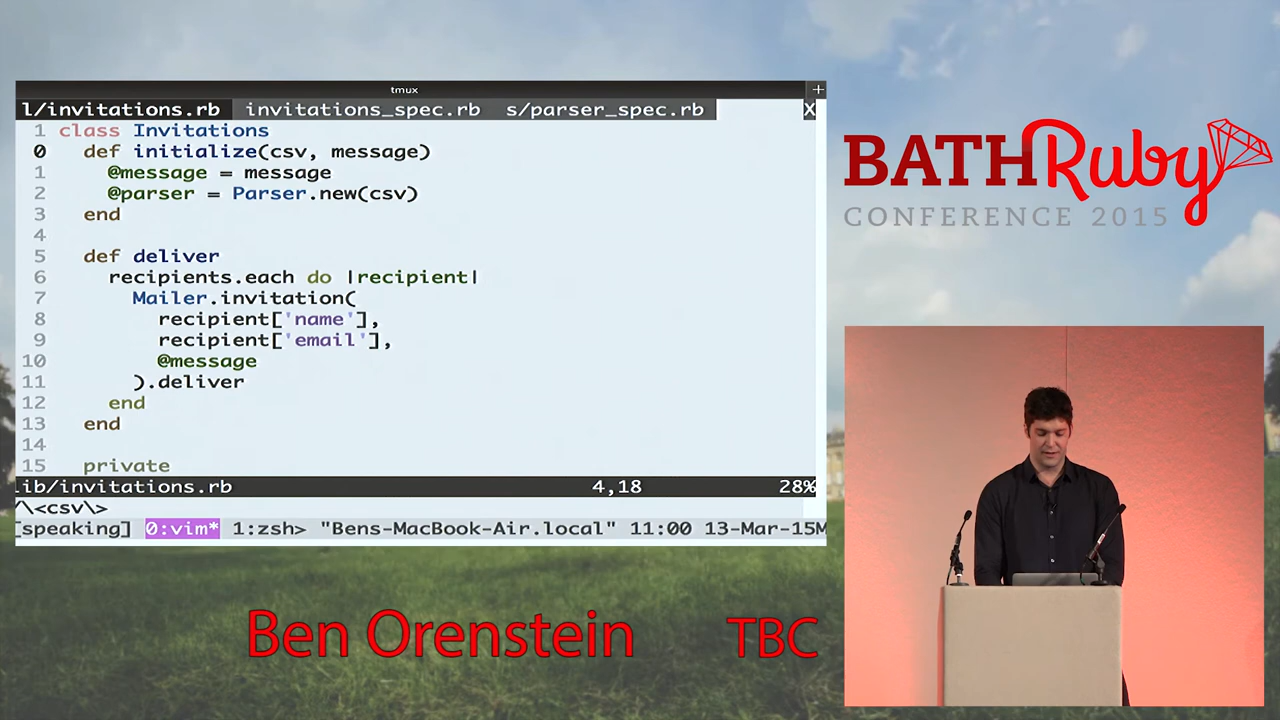 tmux +
l/invitations.rb invitations_spec.rb s/parser_spec.rb X
1 class Invitations
0 def initialize(csv, message)
1 @message = message
2 @parser = Parser.new(csv)
3 end
4
5 def deliver
6 recipients.each do |recipient|
7 Mailer.invitation(
8 recipient['name'],
9 recipient['email'],
10 @message
11 ).deliver
12 end
13 end
14
15 private
lib/invitations.rb 4,18 28%
/\<csv\>
[speaking] 0:vim* 1:zsh> "Bens-MacBook-Air.local" 11:00 13-Mar-15M
BATHRuby
CONFERENCE 2015
Ben Orenstein TBC